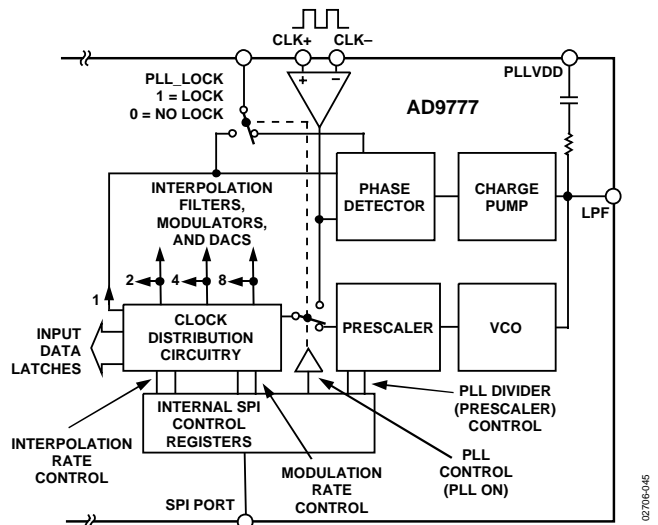 CLK+ CLK–
PLL_LOCK
1 = LOCK
0 = NO LOCK
+ –
AD9777
PLLVDD
INTERPOLATION
FILTERS,
MODULATORS,
AND DACS
PHASE
DETECTOR
CHARGE
PUMP
LPF
1
2
4
8
INPUT
DATA
LATCHES
CLOCK
DISTRIBUTION
CIRCUITRY
PRESCALER
VCO
INTERNAL SPI
CONTROL
REGISTERS
PLL DIVIDER
(PRESCALER)
CONTROL
INTERPOLATION
RATE
CONTROL
MODULATION
RATE
CONTROL
PLL
CONTROL
(PLL ON)
SPI PORT
02706-045